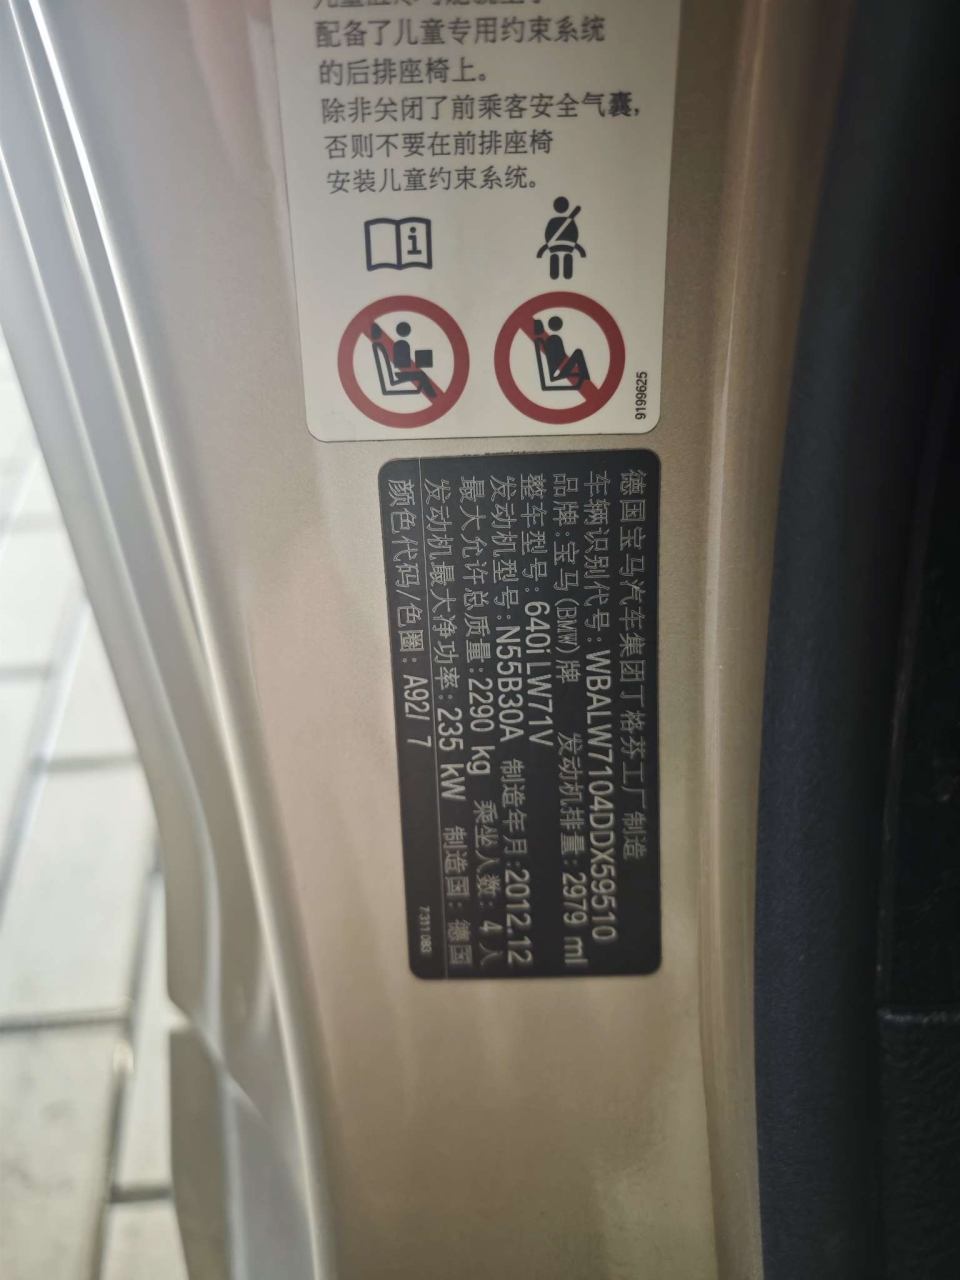 配备了儿童专用约束系统
的后排座椅上。
除非关闭了前乘客安全气囊，
否则不要在前排座椅
安装儿童约束系统。
9199625
德国宝马汽车集团丁格芬工厂制造
车辆识别代号：WBALW7104DDX59510
品牌：宝马(BMW)牌 发动机排量：2979 ml
整车型号：640i LW71V
发动机型号：N55B30A 制造年月：2012.12
最大允许总质量：2290 kg 乘坐人数：4 人
发动机最大净功率：235 kW 制造国：德国
颜色代码/色圈：A92/ 7
7 311 083